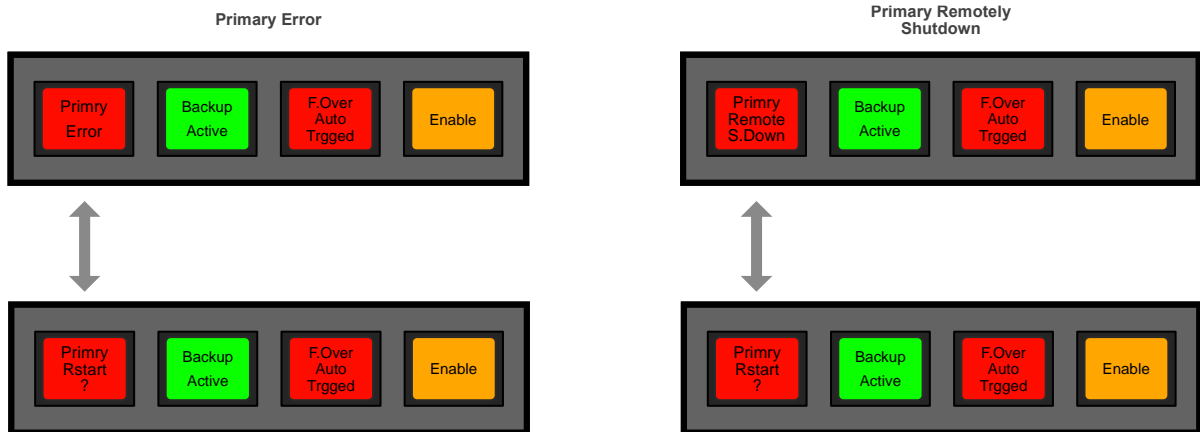 Primary Error
Primry
Error
Backup
Active
F.Over
Auto
Trgged
Enable
Primry
Rstart
?
Backup
Active
F.Over
Auto
Trgged
Enable
Primary Remotely
Shutdown
Primry
Remote
S.Down
Backup
Active
F.Over
Auto
Trgged
Enable
Primry
Rstart
?
Backup
Active
F.Over
Auto
Trgged
Enable